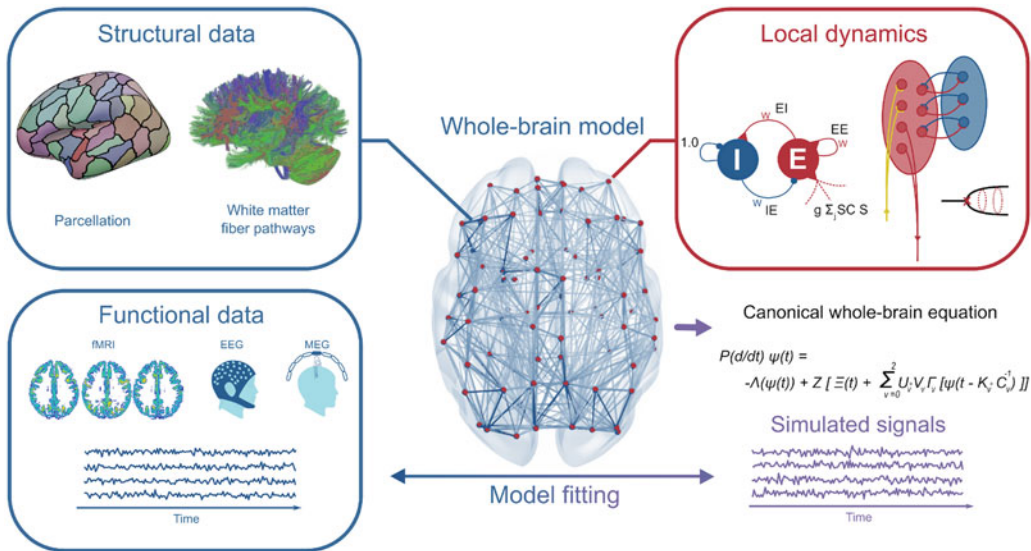 Structural data
Parcellation
White matter
fiber pathways
Whole-brain model
Local dynamics
1.0
I
E
w
EI
EE
w
w
IE
g Σj SC S
Functional data
fMRI
EEG
MEG
Time
Canonical whole-brain equation
P(d/dt) ψ(t) =
-Λ(ψ(t)) + Z [ Ξ(t) + Σ²ᵥ₌₀ Uᵥ Vᵥ Γᵥ [ψ(t - Kᵥ Cᵥ⁻¹) ]]
Simulated signals
Time
Model fitting